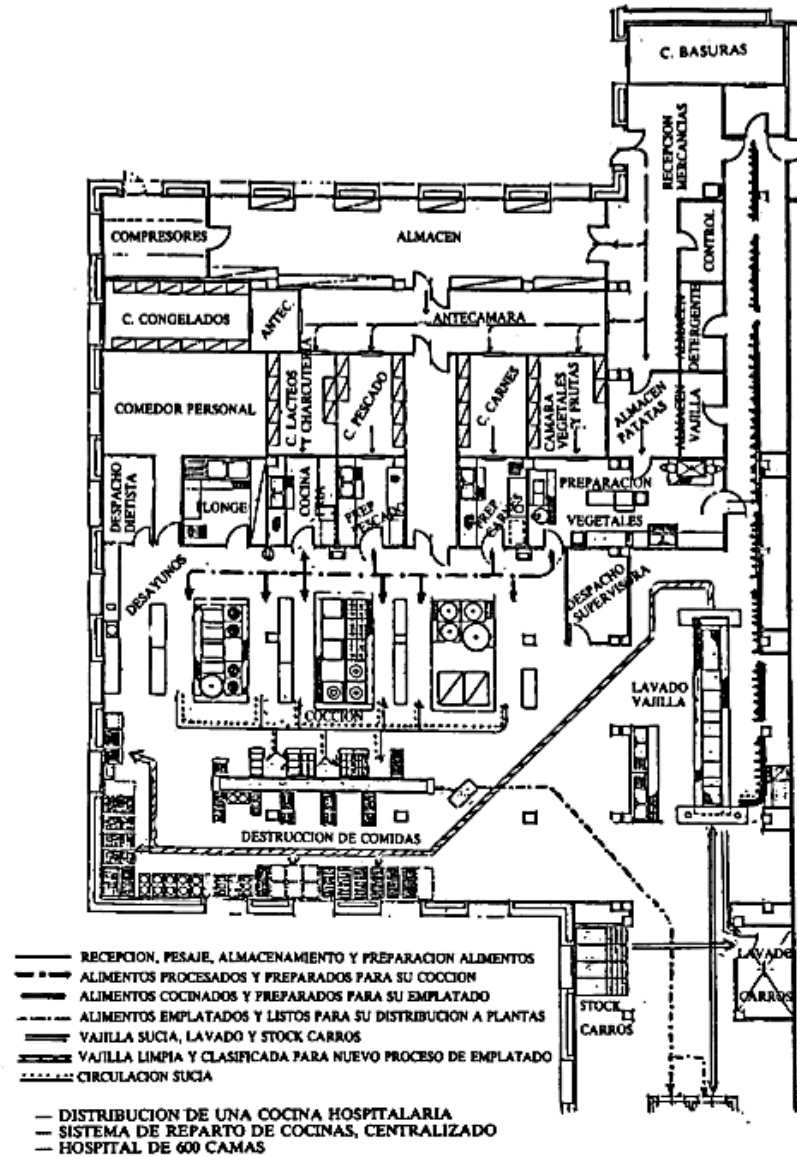 C. BASURAS
RECEPCION
MERCANCIAS
COMPRESORES
ALMACEN
CONTROL
C. CONGELADOS
ANTEC.
ANTECAMARA
ALMACEN
DETERGENTE
COMEDOR PERSONAL
C. LACTEOS
Y CHARCUTERIA
C. PESCADO
C. CARNES
CAMARA
VEGETALES
Y FRUTAS
ALMACEN
PATATAS
ALMACEN
VAJILLA
DESPACHO
DIETISTA
PLONGE
COCINA
FRIA
PREP
PESCADO
PREP
CARNES
PREPARACION
VEGETALES
DESAYUNOS
DESPACHO
SUPERVISORA
COCCION
LAVADO
VAJILLA
DESTRUCCION DE COMIDAS
STOCK
CARROS
LAVADO
CARROS
RECEPCION, PESAJE, ALMACENAMIENTO Y PREPARACION ALIMENTOS
ALIMENTOS PROCESADOS Y PREPARADOS PARA SU COCCION
ALIMENTOS COCINADOS Y PREPARADOS PARA SU EMPLATADO
ALIMENTOS EMPLATADOS Y LISTOS PARA SU DISTRIBUCION A PLANTAS
VAJILLA SUCIA, LAVADO Y STOCK CARROS
VAJILLA LIMPIA Y CLASIFICADA PARA NUEVO PROCESO DE EMPLATADO
CIRCULACION SUCIA
— DISTRIBUCION DE UNA COCINA HOSPITALARIA
— SISTEMA DE REPARTO DE COCINAS, CENTRALIZADO
— HOSPITAL DE 600 CAMAS